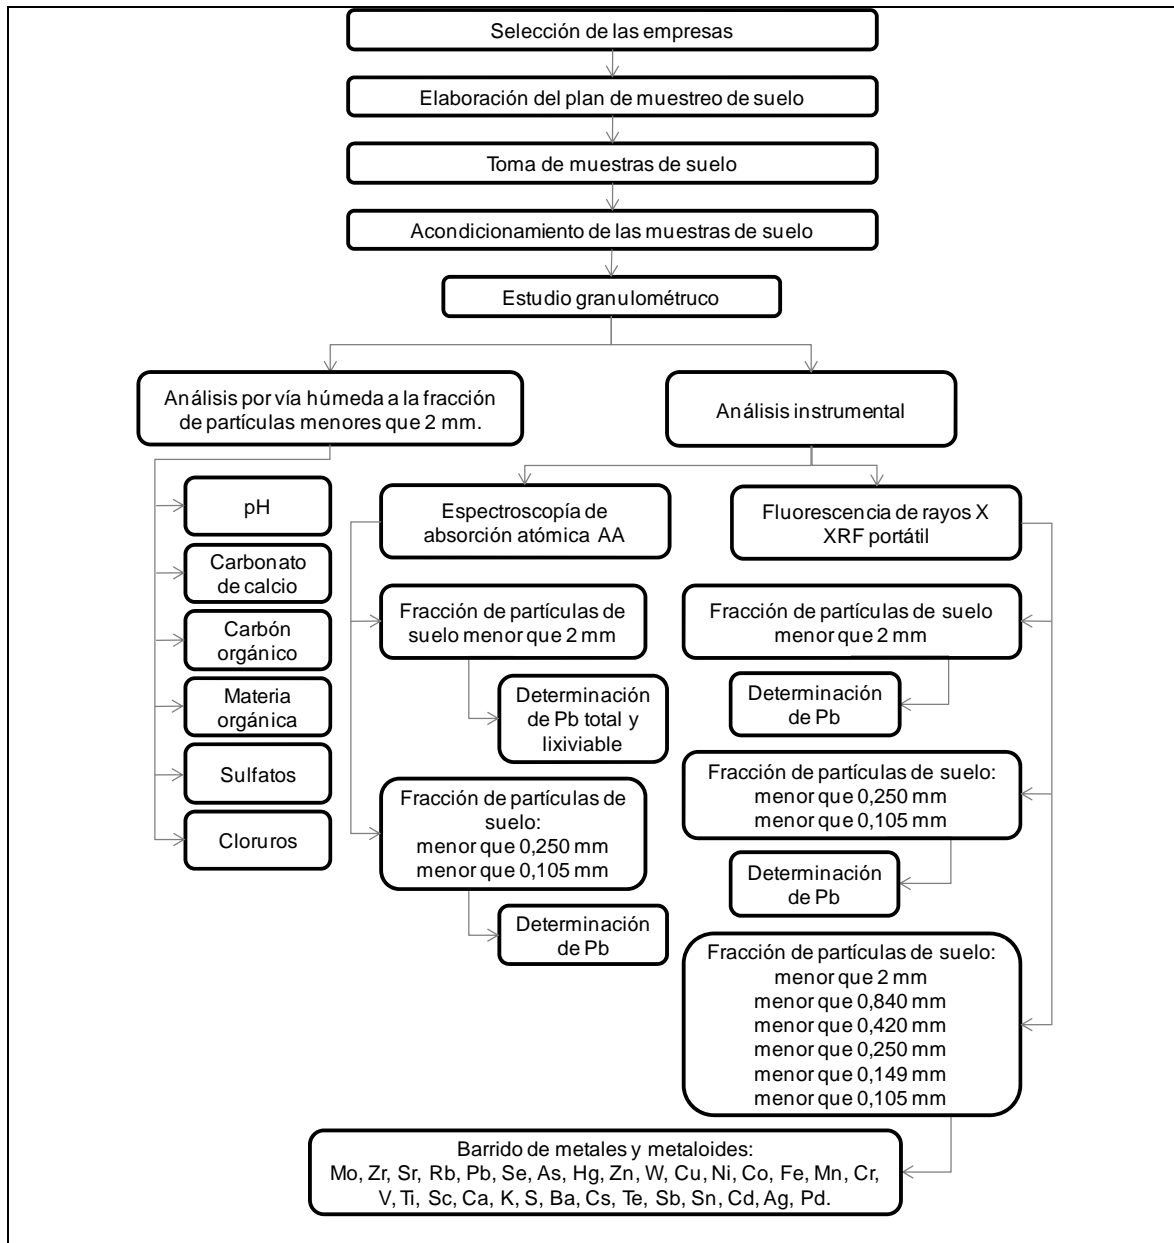 Selección de las empresas
Elaboración del plan de muestreo de suelo
Toma de muestras de suelo
Acondicionamiento de las muestras de suelo
Estudio granulométruco
Análisis por vía húmeda a la fracción
de partículas menores que 2 mm.
pH
Carbonato
de calcio
Carbón
orgánico
Materia
orgánica
Sulfatos
Cloruros
Análisis instrumental
Espectroscopía de
absorción atómica AA
Fracción de partículas de
suelo menor que 2 mm
Determinación
de Pb total y
lixiviable
Fracción de partículas de
suelo:
menor que 0,250 mm
menor que 0,105 mm
Determinación
de Pb
Fluorescencia de rayos X
XRF portátil
Fracción de partículas de suelo
menor que 2 mm
Determinación
de Pb
Fracción de partículas de suelo:
menor que 0,250 mm
menor que 0,105 mm
Determinación
de Pb
Fracción de partículas de suelo:
menor que 2 mm
menor que 0,840 mm
menor que 0,420 mm
menor que 0,250 mm
menor que 0,149 mm
menor que 0,105 mm
Barrido de metales y metaloides:
Mo, Zr, Sr, Rb, Pb, Se, As, Hg, Zn, W, Cu, Ni, Co, Fe, Mn, Cr,
V, Ti, Sc, Ca, K, S, Ba, Cs, Te, Sb, Sn, Cd, Ag, Pd.